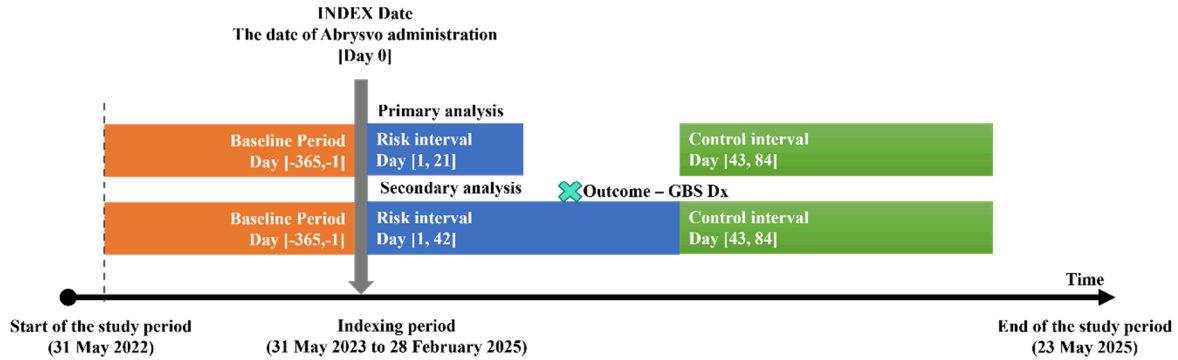 INDEX Date
The date of Abrysvo administration
[Day 0]
Primary analysis
Baseline Period
Day [-365,-1]
Risk interval
Day [1, 21]
Control interval
Day [43, 84]
Secondary analysis
Outcome – GBS Dx
Baseline Period
Day [-365,-1]
Risk interval
Day [1, 42]
Control interval
Day [43, 84]
Time
Start of the study period
(31 May 2022)
Indexing period
(31 May 2023 to 28 February 2025)
End of the study period
(23 May 2025)